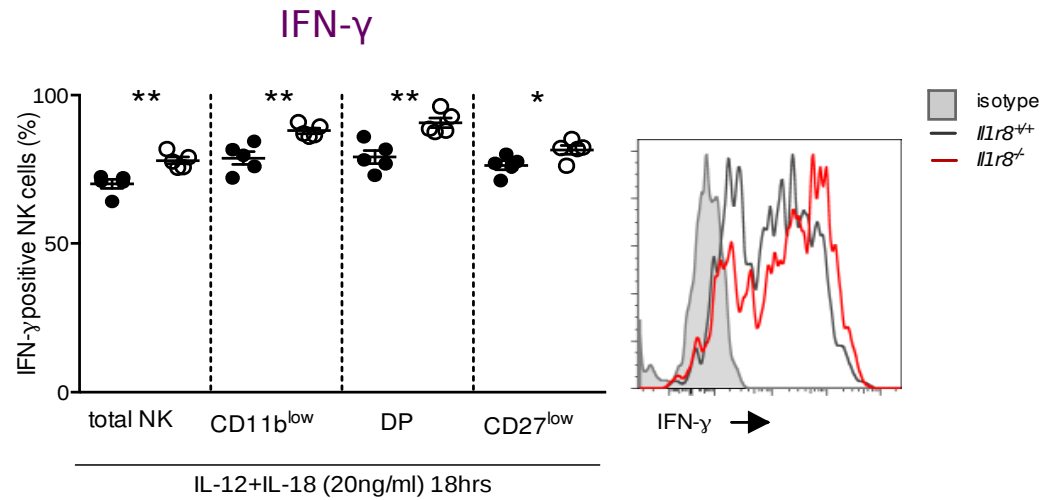 IFN-γ
IFN-γpositive NK cells (%)
100
50
0
** ** ** *
total NK CD11b^low DP CD27^low
IL-12+IL-18 (20ng/ml) 18hrs
isotype
Il1r8+/+
Il1r8-/-
IFN-γ